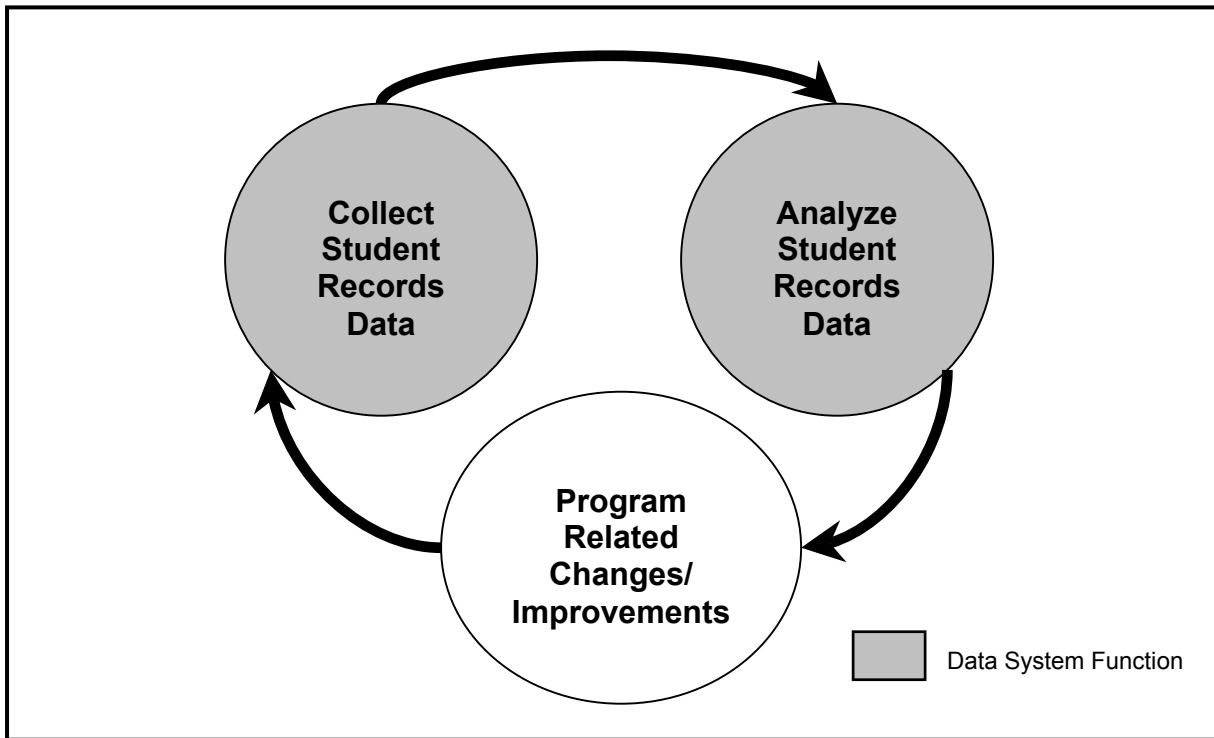 Collect
Student
Records
Data
Analyze
Student
Records
Data
Program
Related
Changes/
Improvements
Data System Function